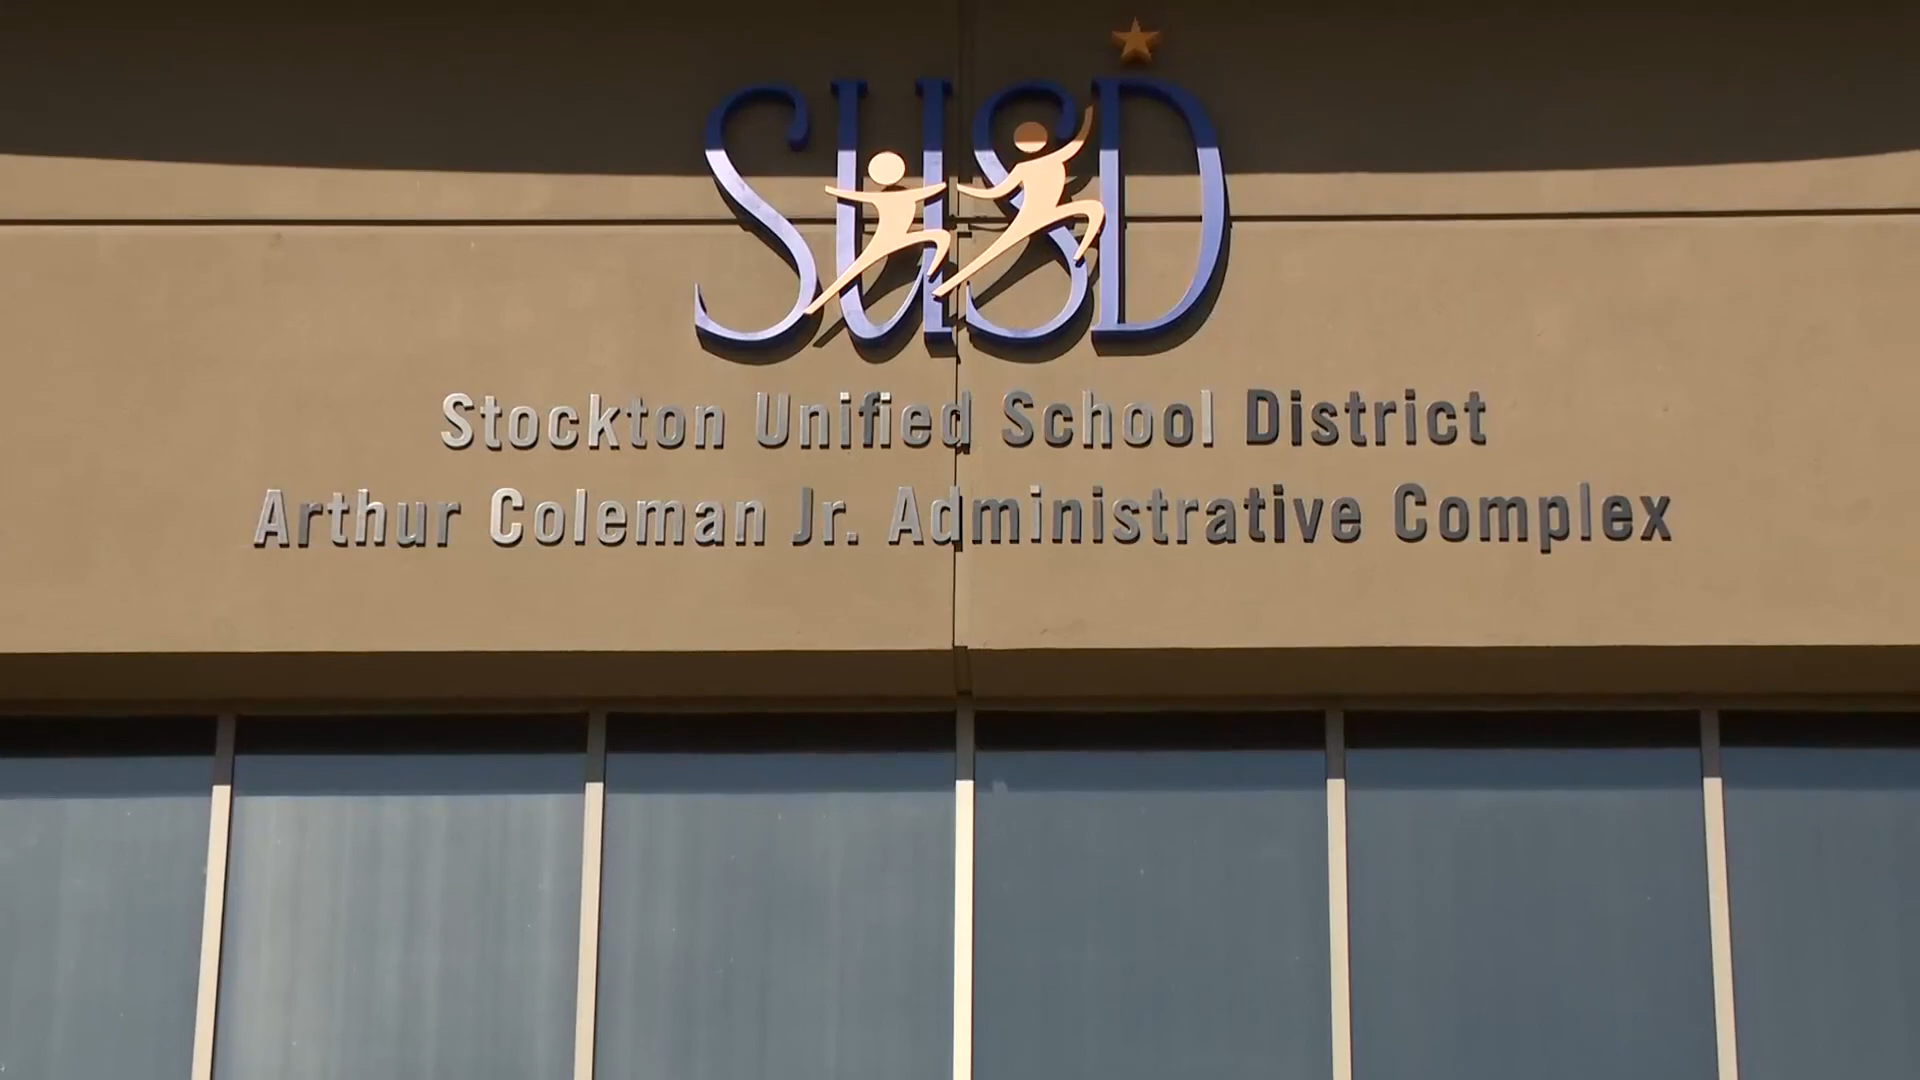 SUSD
Stockton Unified School District
Arthur Coleman Jr. Administrative Complex